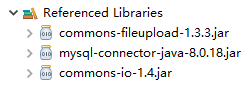 Referenced Libraries
commons-fileupload-1.3.3.jar
mysql-connector-java-8.0.18.jar
commons-io-1.4.jar